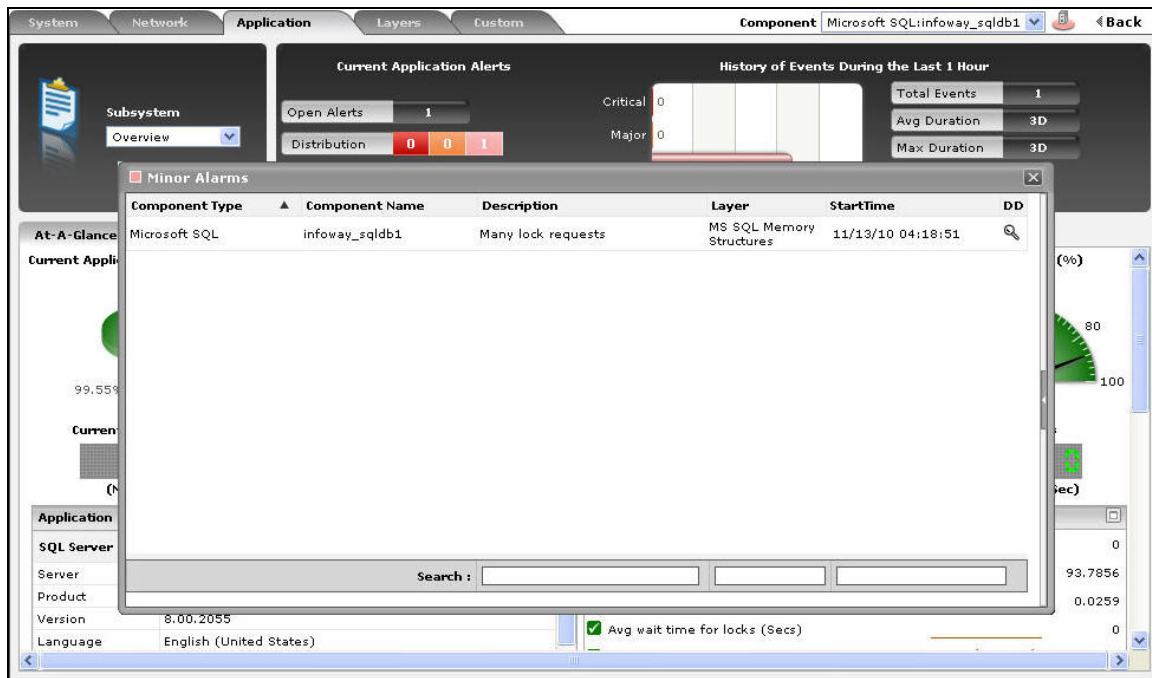 System Network Application Layers Custom Component Microsoft SQL:infoway_sqldb1 Back
Current Application Alerts History of Events During the Last 1 Hour
Subsystem
Overview
Open Alerts 1
Distribution 0 0 1
Critical 0
Major 0
Total Events 1
Avg Duration 3D
Max Duration 3D
Minor Alarms
Component Type Component Name Description Layer StartTime DD
Microsoft SQL infoway_sqldb1 Many lock requests MS SQL Memory Structures 11/13/10 04:18:51
Search :
At-A-Glance
Current Appli
(%)
80
100
99.55%
Curren
0
Application
SQL Server 0
Server 93.7856
Product 0.0259
Version 8.00.2055
Language English (United States)
Avg wait time for locks (Secs) 0